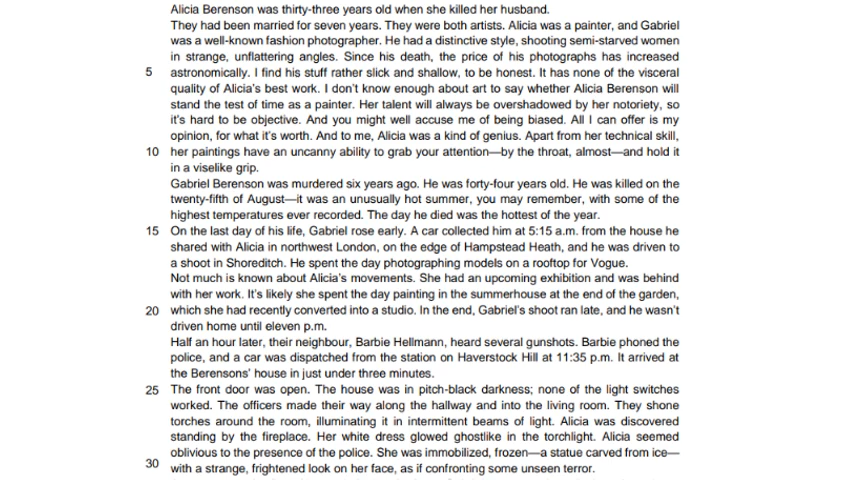 Alicia Berenson was thirty-three years old when she killed her husband.
They had been married for seven years. They were both artists. Alicia was a painter, and Gabriel
was a well-known fashion photographer. He had a distinctive style, shooting semi-starved women
in strange, unflattering angles. Since his death, the price of his photographs has increased
5 astronomically. I find his stuff rather slick and shallow, to be honest. It has none of the visceral
quality of Alicia's best work. I don't know enough about art to say whether Alicia Berenson will
stand the test of time as a painter. Her talent will always be overshadowed by her notoriety, so
it's hard to be objective. And you might well accuse me of being biased. All I can offer is my
opinion, for what it's worth. And to me, Alicia was a kind of genius. Apart from her technical skill,
10 her paintings have an uncanny ability to grab your attention—by the throat, almost—and hold it
in a viselike grip.
Gabriel Berenson was murdered six years ago. He was forty-four years old. He was killed on the
twenty-fifth of August—it was an unusually hot summer, you may remember, with some of the
highest temperatures ever recorded. The day he died was the hottest of the year.
15 On the last day of his life, Gabriel rose early. A car collected him at 5:15 a.m. from the house he
shared with Alicia in northwest London, on the edge of Hampstead Heath, and he was driven to
a shoot in Shoreditch. He spent the day photographing models on a rooftop for Vogue.
Not much is known about Alicia's movements. She had an upcoming exhibition and was behind
with her work. It's likely she spent the day painting in the summerhouse at the end of the garden,
20 which she had recently converted into a studio. In the end, Gabriel's shoot ran late, and he wasn't
driven home until eleven p.m.
Half an hour later, their neighbour, Barbie Hellmann, heard several gunshots. Barbie phoned the
police, and a car was dispatched from the station on Haverstock Hill at 11:35 p.m. It arrived at
the Berensons' house in just under three minutes.
25 The front door was open. The house was in pitch-black darkness; none of the light switches
worked. The officers made their way along the hallway and into the living room. They shone
torches around the room, illuminating it in intermittent beams of light. Alicia was discovered
standing by the fireplace. Her white dress glowed ghostlike in the torchlight. Alicia seemed
oblivious to the presence of the police. She was immobilized, frozen—a statue carved from ice—
30 with a strange, frightened look on her face, as if confronting some unseen terror.